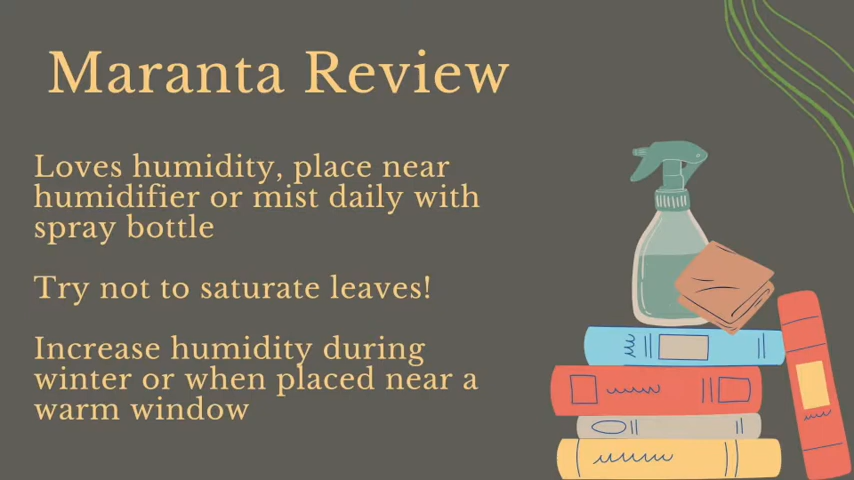 Maranta Review
Loves humidity, place near
humidifier or mist daily with
spray bottle
Try not to saturate leaves!
Increase humidity during
winter or when placed near a
warm window